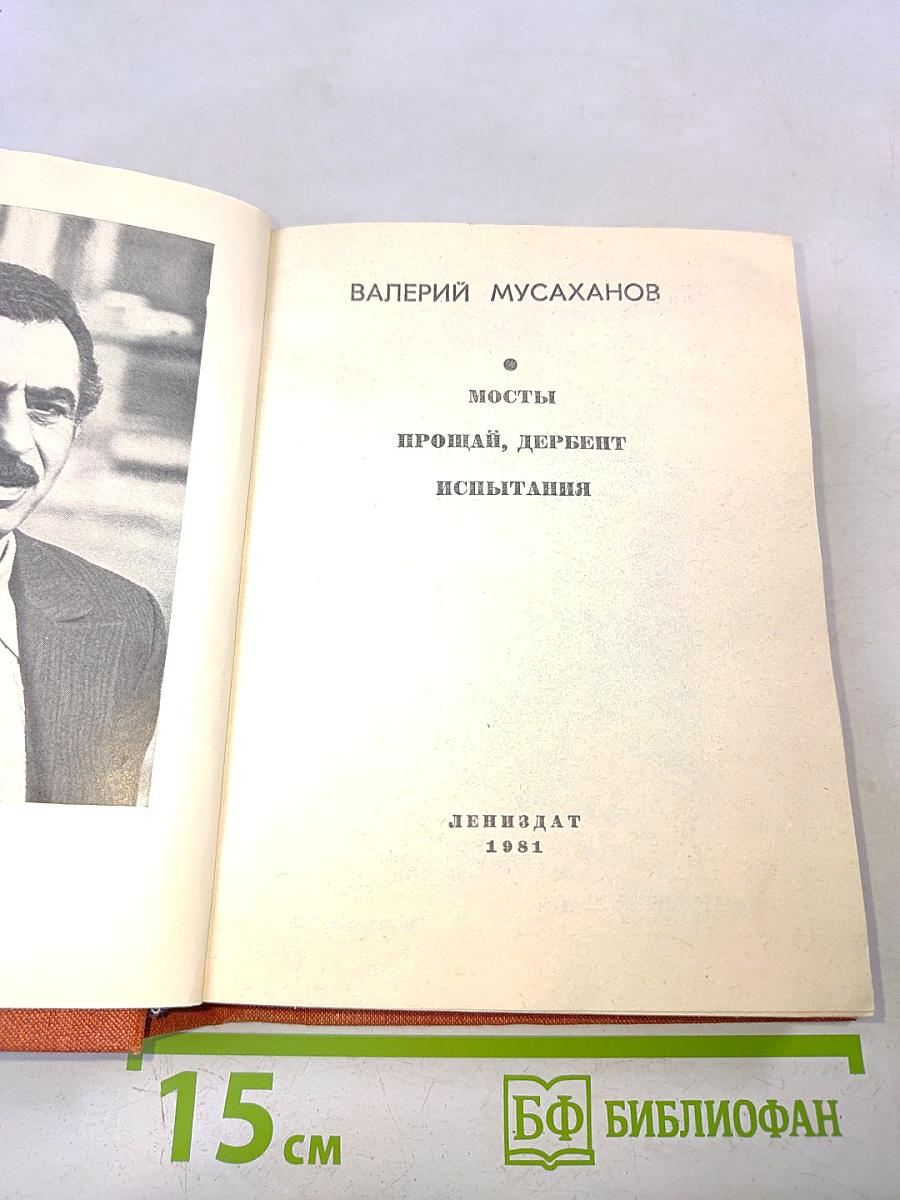 ВАЛЕРИЙ МУСАХАНОВ
МОСТЫ
ПРОЩАЙ, ДЕРБЕНТ
ИСПЫТАНИЯ
ЛЕНИЗДАТ
1981
15 см
БФ БИБЛИОФАН